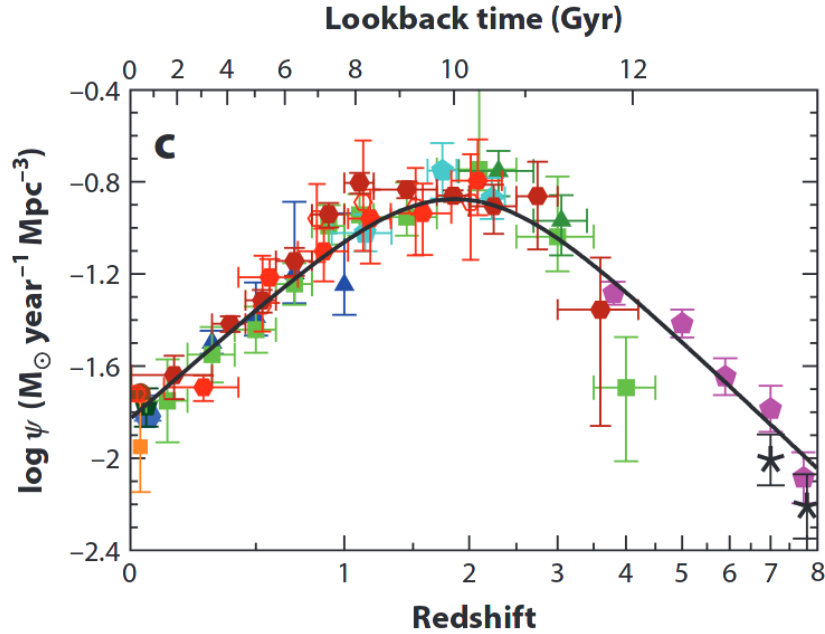 Lookback time (Gyr)
0 2 4 6 8 10 12
c
−0.4
−0.8
−1.2
−1.6
−2
−2.4
log ψ (M☉ year−1 Mpc−3)
0 1 2 3 4 5 6 7 8
Redshift